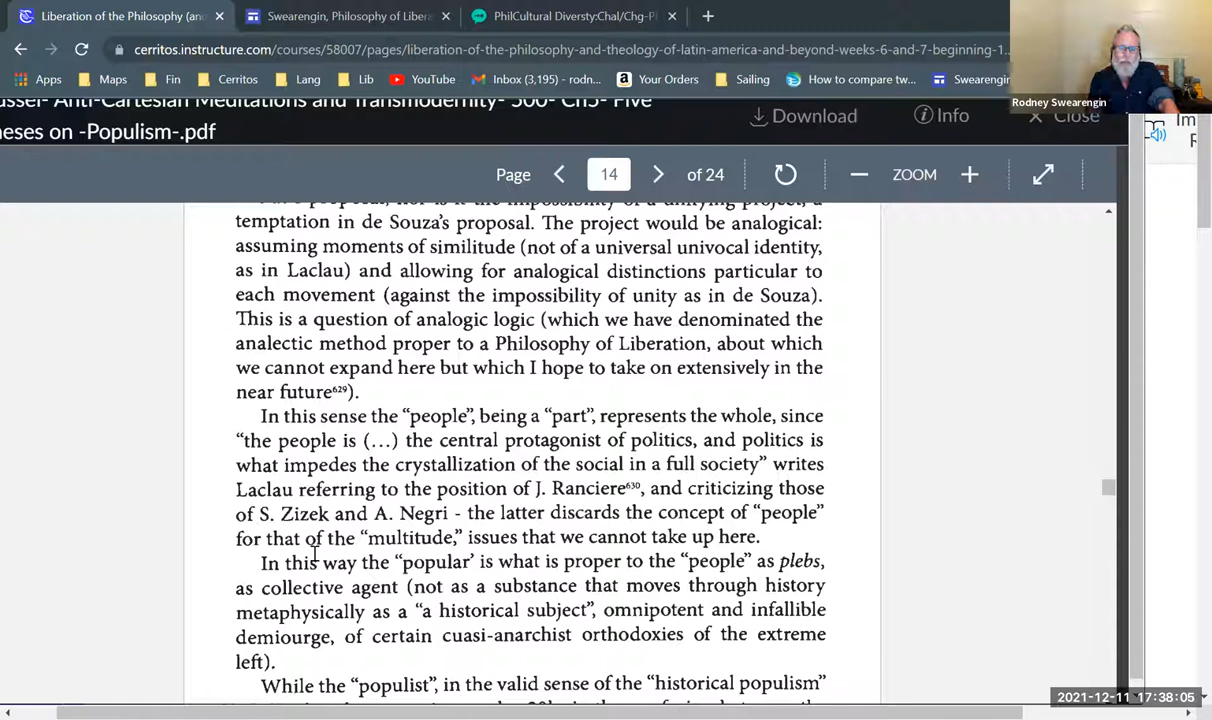 Liberation of the Philosophy (an
Swearengin, Philosophy of Libera
PhilCultural Diversty:Chal/Chg-P
cerritos.instructure.com/courses/58007/pages/liberation-of-the-philosophy-and-theology-of-latin-america-and-beyond-weeks-6-and-7-beginning-1...
Apps Maps Fin Cerritos Lang Lib YouTube Inbox (3,195) - rodn... Your Orders Sailing How to compare tw... Swearengin
Rodney Swearengin
ussel- Anti-Cartesian Meditations and Transmodernity- 300- Ch5- Five
heses on -Populism-.pdf
Download Info Close
Im
Page 14 of 24 ZOOM
temptation in de Souza's proposal. The project would be analogical:
assuming moments of similitude (not of a universal univocal identity,
as in Laclau) and allowing for analogical distinctions particular to
each movement (against the impossibility of unity as in de Souza).
This is a question of analogic logic (which we have denominated the
analectic method proper to a Philosophy of Liberation, about which
we cannot expand here but which I hope to take on extensively in the
near future629).
In this sense the “people”, being a “part”, represents the whole, since
“the people is (…) the central protagonist of politics, and politics is
what impedes the crystallization of the social in a full society” writes
Laclau referring to the position of J. Ranciere630, and criticizing those
of S. Zizek and A. Negri - the latter discards the concept of “people”
for that of the “multitude,” issues that we cannot take up here.
In this way the “popular’ is what is proper to the “people” as plebs,
as collective agent (not as a substance that moves through history
metaphysically as a “a historical subject”, omnipotent and infallible
demiourge, of certain cuasi-anarchist orthodoxies of the extreme
left).
While the “populist”, in the valid sense of the “historical populism”
2021-12-11 17:38:05